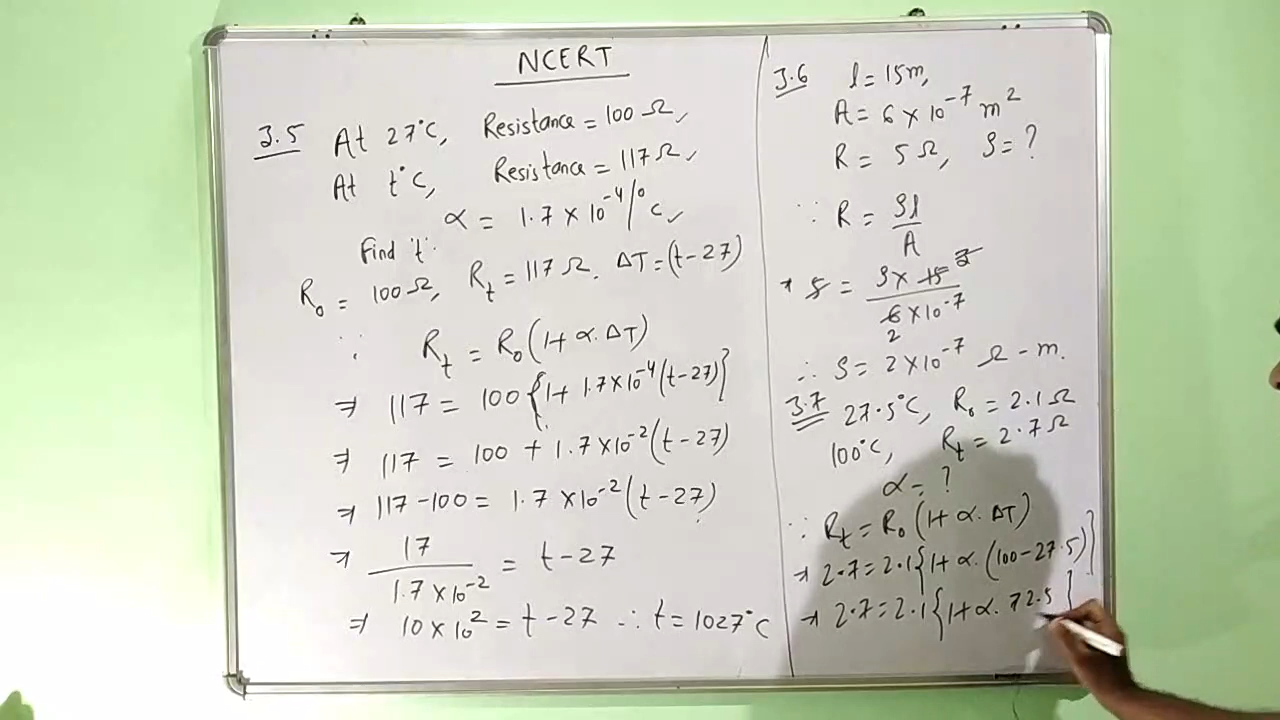 NCERT
3.5 At 27°C, Resistance = 100 Ω,
At t°C, Resistance = 117 Ω,
α = 1.7 × 10⁻⁴/°C,
Find 't'.
R₀ = 100 Ω, Rₜ = 117 Ω. ΔT = (t-27)
∵ Rₜ = R₀ (1 + α. ΔT)
⇒ 117 = 100 {1 + 1.7 × 10⁻⁴ (t-27)}
⇒ 117 = 100 + 1.7 × 10⁻² (t-27)
⇒ 117 - 100 = 1.7 × 10⁻² (t-27)
⇒ 17 / 1.7 × 10⁻² = t - 27
⇒ 10 × 10² = t - 27 ∴ t = 1027°C
3.6 l = 15m,
A = 6 × 10⁻⁷ m²
R = 5 Ω, ρ = ?
∵ R = ρl / A
⇒ 5 = ρ × 15 3 / 6 × 10⁻⁷
2
∴ ρ = 2 × 10⁻⁷ Ω - m.
3.7 27.5°C, R₀ = 2.1 Ω
100°C, Rₜ = 2.7 Ω
α = ?
∵ Rₜ = R₀ (1 + α. ΔT)
⇒ 2.7 = 2.1 {1 + α. (100 - 27.5)}
⇒ 2.7 = 2.1 {1 + α. 72.5}